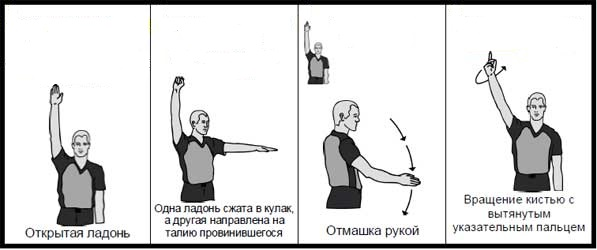 Открытая ладонь
Одна ладонь сжата в кулак,
а другая направлена на
талию провинившегося
Отмашка рукой
Вращение кистью с
вытянутым
указательным пальцем